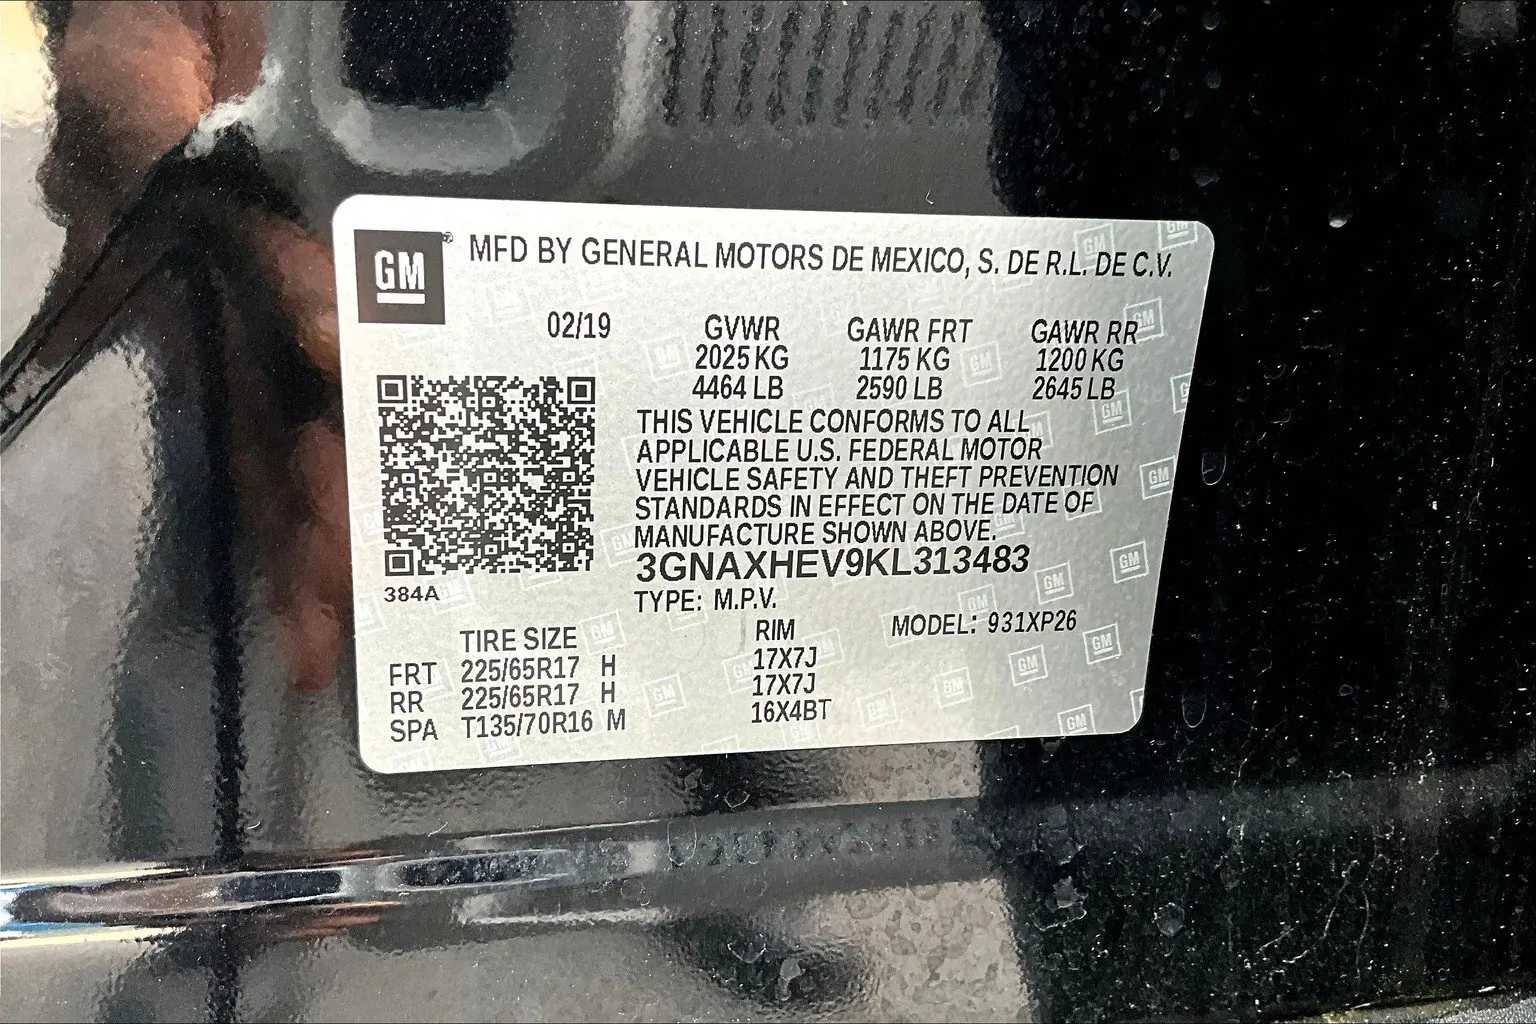 GM® MFD BY GENERAL MOTORS DE MEXICO, S. DE R.L. DE C.V.
02/19 GVWR GAWR FRT GAWR RR
2025 KG 1175 KG 1200 KG
4464 LB 2590 LB 2645 LB
THIS VEHICLE CONFORMS TO ALL
APPLICABLE U.S. FEDERAL MOTOR
VEHICLE SAFETY AND THEFT PREVENTION
STANDARDS IN EFFECT ON THE DATE OF
MANUFACTURE SHOWN ABOVE.
3GNAXHEV9KL313483
384A
TYPE: M.P.V.
MODEL: 931XP26
TIRE SIZE RIM
FRT 225/65R17 H 17X7J
RR 225/65R17 H 17X7J
SPA T135/70R16 M 16X4BT